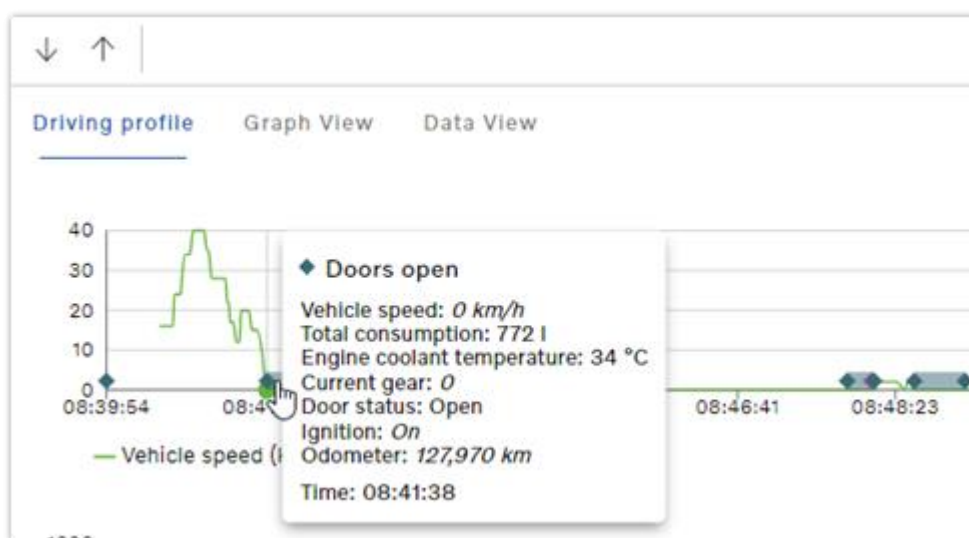 Driving profile
Graph View
Data View
40
30
20
10
0
◆ Doors open
Vehicle speed: 0 km/h
Total consumption: 772 l
Engine coolant temperature: 34 °C
Current gear: 0
Door status: Open
Ignition: On
Odometer: 127,970 km
Time: 08:41:38
08:39:54
08:46:41
08:48:23
Vehicle speed